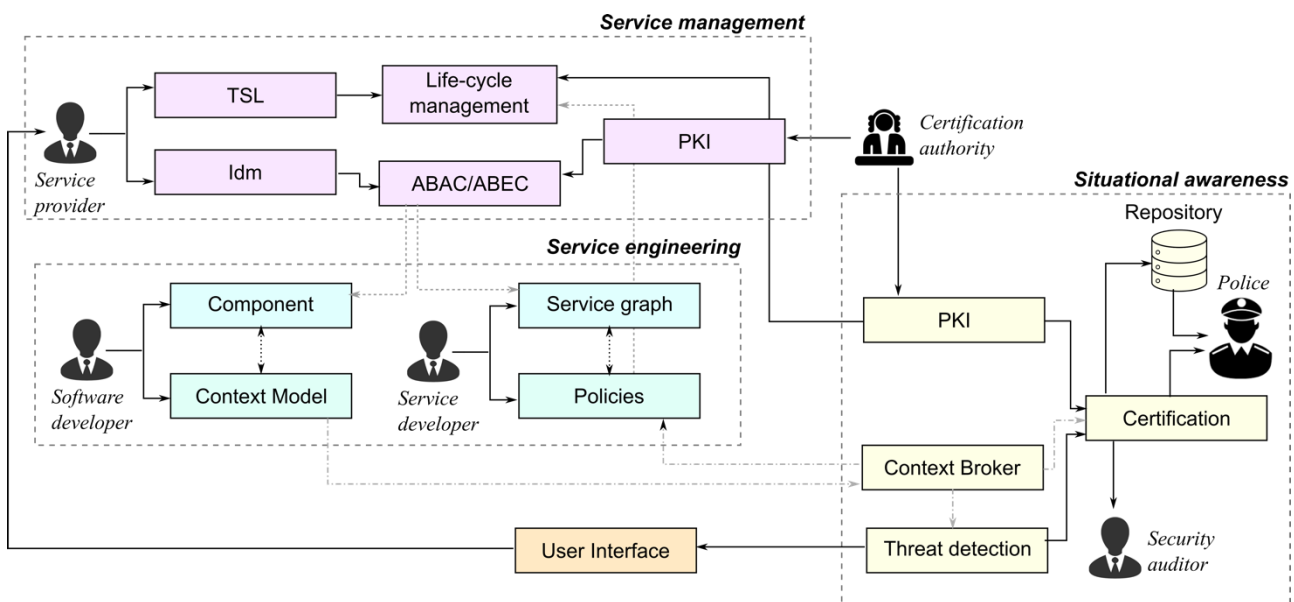 Service management
TSL
Life-cycle
management
Service
provider
Idm
ABAC/ABEC
PKI
Certification
authority
Situational awareness
Repository
Police
Service engineering
Component
Service graph
Software
developer
Context Model
Service
developer
Policies
PKI
Certification
Context Broker
User Interface
Threat detection
Security
auditor